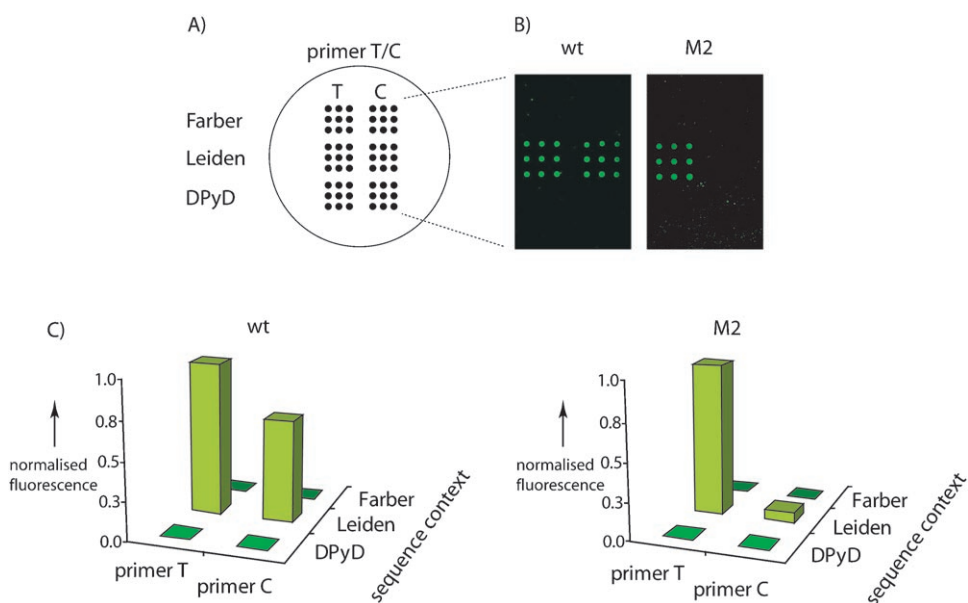 A)
primer T/C
T C
Farber
Leiden
DPyD
B)
wt M2
C)
wt
1.0
0.8
0.5
0.3
0.0
normalised
fluorescence
primer T
primer C
Farber
Leiden
DPyD
sequence context
M2
1.0
0.8
0.5
0.3
0.0
normalised
fluorescence
primer T
primer C
Farber
Leiden
DPyD
sequence context